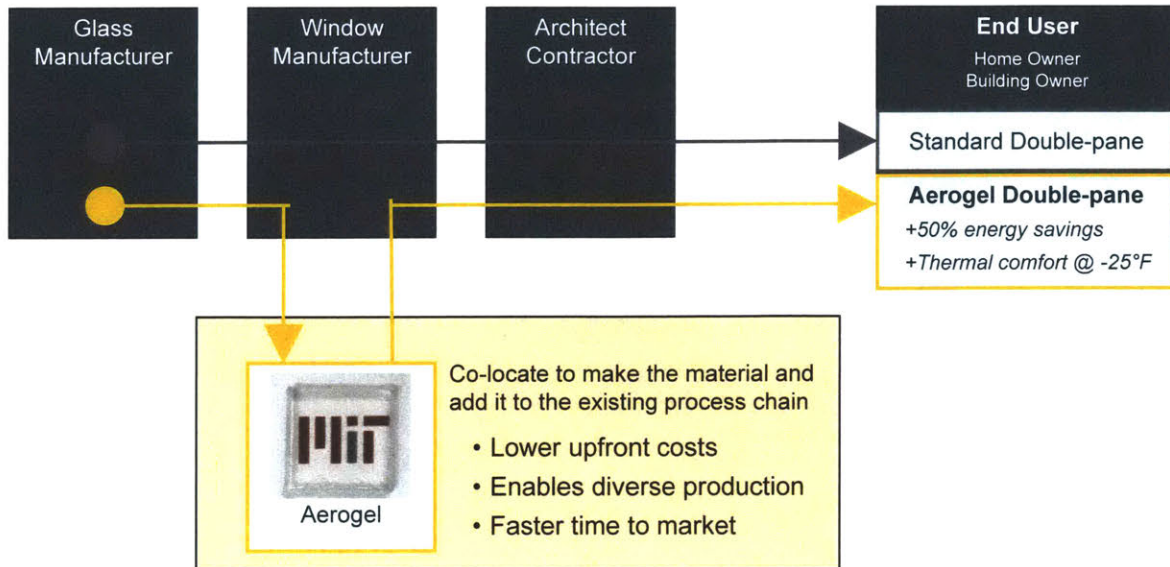 Glass
Manufacturer
Window
Manufacturer
Architect
Contractor
End User
Home Owner
Building Owner
Standard Double-pane
Aerogel Double-pane
+50% energy savings
+Thermal comfort @ -25°F
Co-locate to make the material and
add it to the existing process chain
• Lower upfront costs
• Enables diverse production
• Faster time to market
MIT
Aerogel